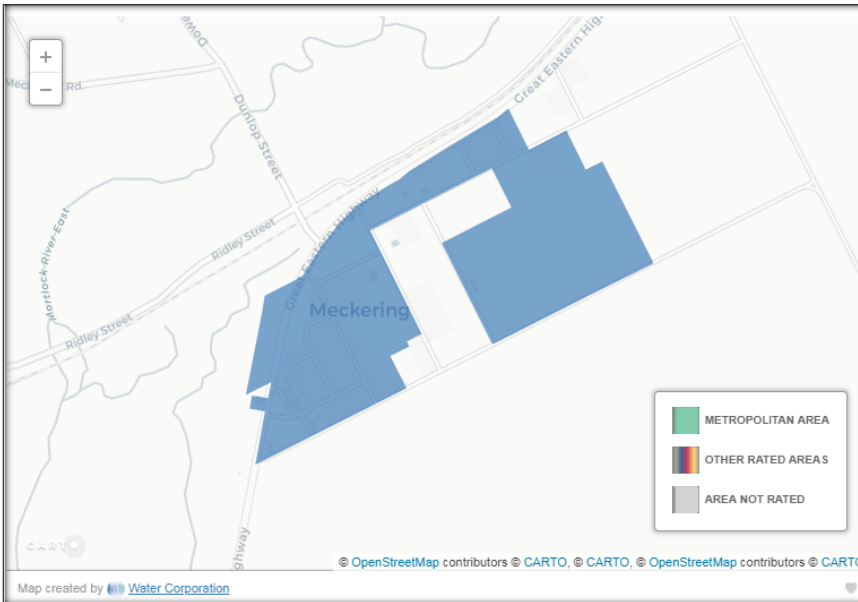 +
−
Dowe
Mec
Rd.
Great Eastern High
Dunlop Street
Mortlock River East
Ridley Street
Great Eastern Highway
Meckering
Ridley Street
METROPOLITAN AREA
OTHER RATED AREAS
AREA NOT RATED
CARTO
ghway
© OpenStreetMap contributors © CARTO, © CARTO, © OpenStreetMap contributors © CARTO
Map created by Water Corporation